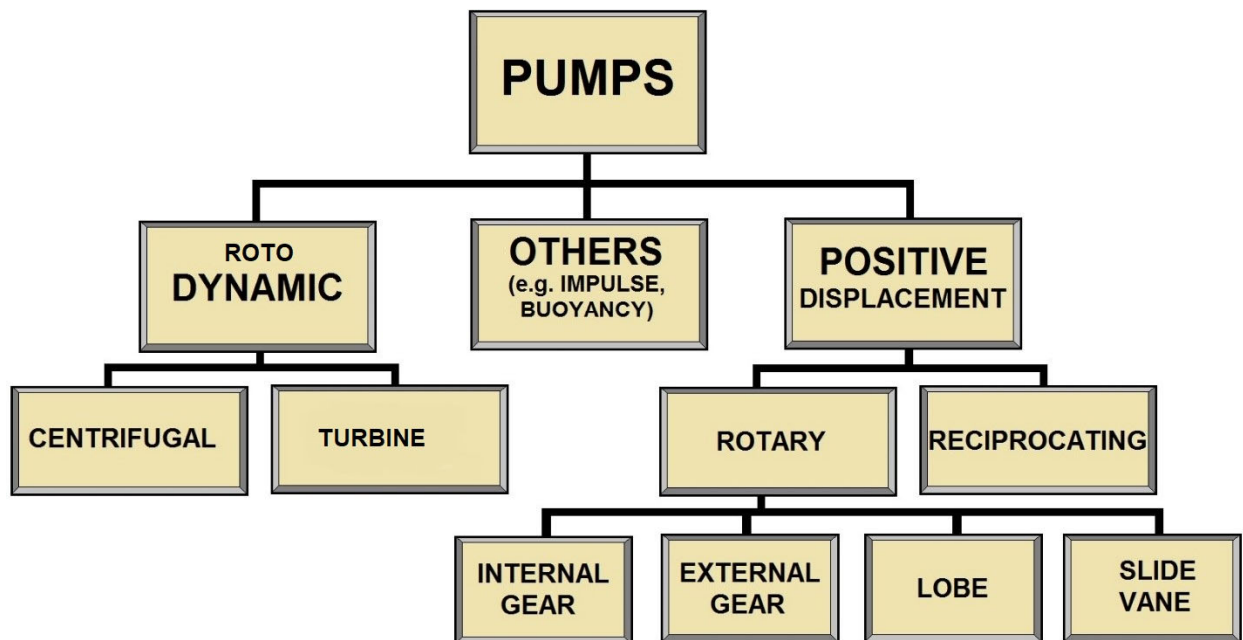 PUMPS
ROTO
DYNAMIC
OTHERS
(e.g. IMPULSE,
BUOYANCY)
POSITIVE
DISPLACEMENT
CENTRIFUGAL
TURBINE
ROTARY
RECIPROCATING
INTERNAL
GEAR
EXTERNAL
GEAR
LOBE
SLIDE
VANE